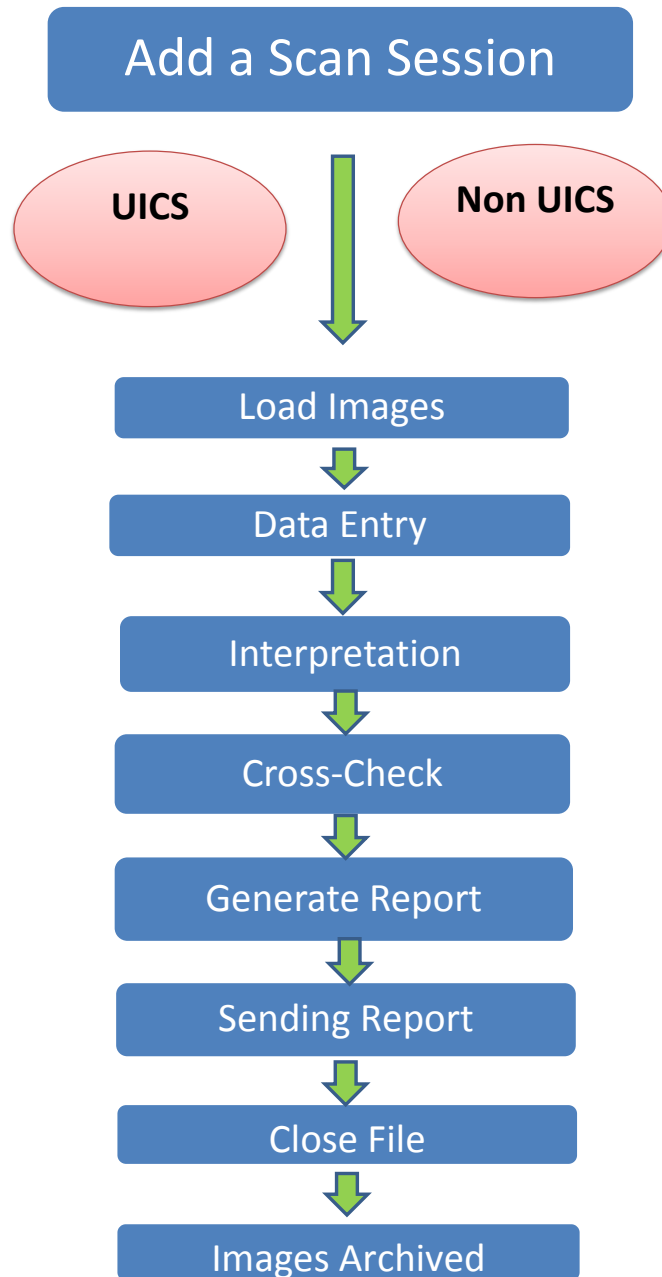 Add a Scan Session
UICS
Non UICS
Load Images
Data Entry
Interpretation
Cross-Check
Generate Report
Sending Report
Close File
Images Archived